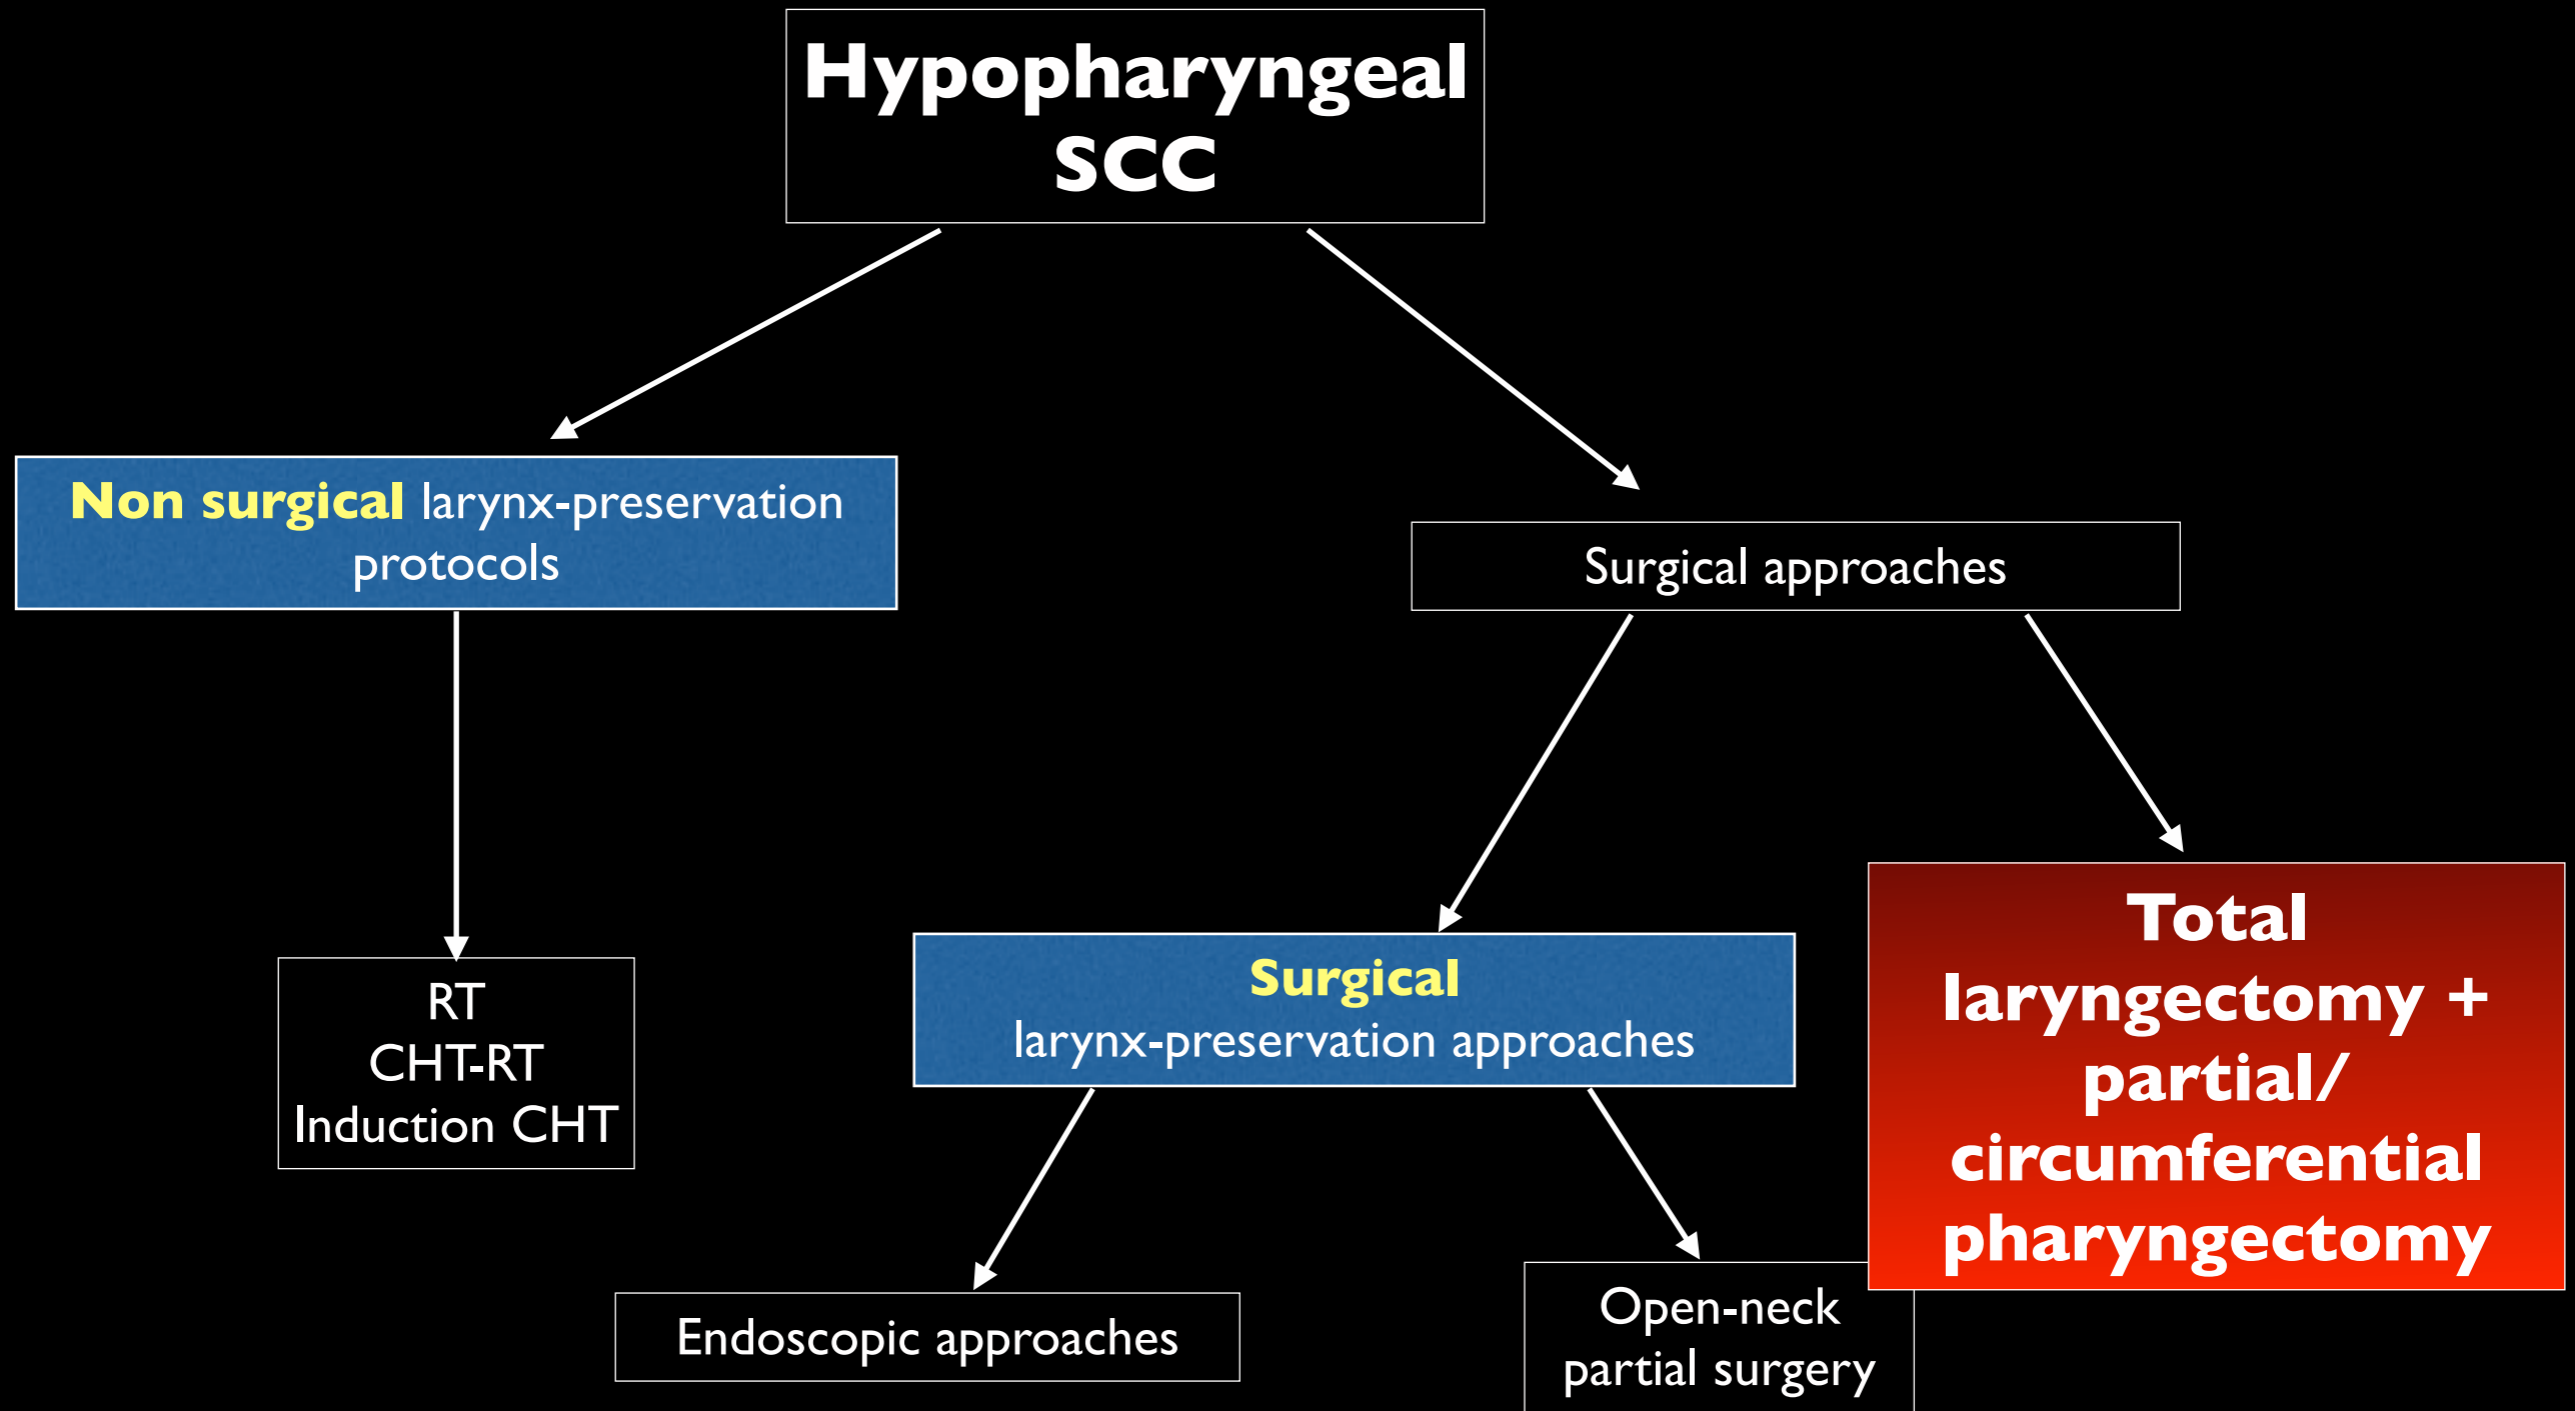 Hypopharyngeal
SCC
Non surgical larynx-preservation
protocols
Surgical approaches
Total
laryngectomy +
partial/
circumferential
pharyngectomy
Surgical
larynx-preservation approaches
RT
CHT-RT
Induction CHT
Endoscopic approaches
Open-neck
partial surgery